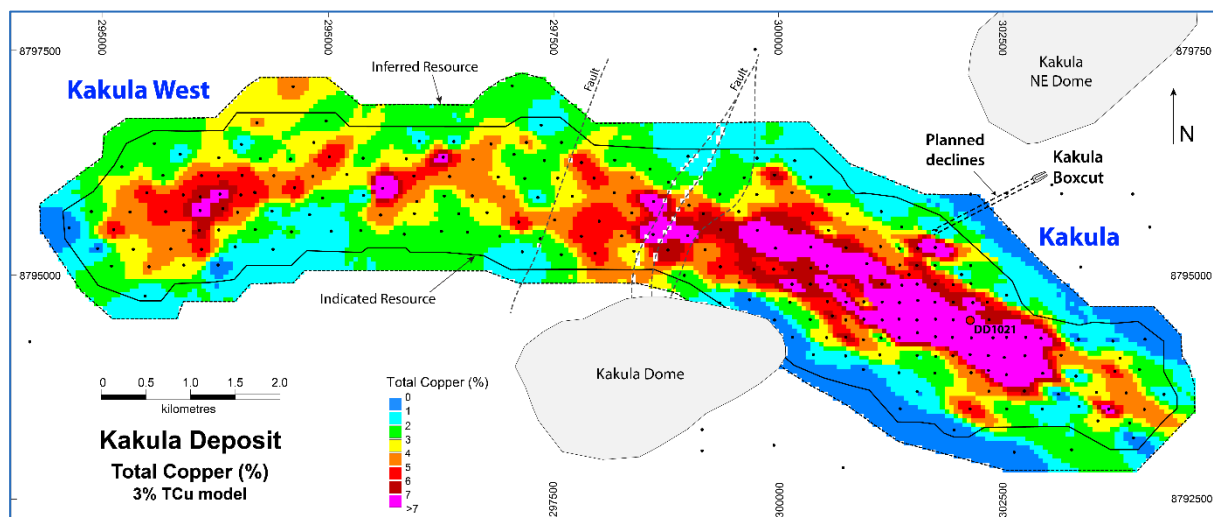 295000
295000
297500
300000
302500
8797500
879750
Kakula
NE Dome
Inferred Resource
Fault
Fault
Kakula West
N
Planned
declines
Kakula
Boxcut
Kakula
8795000
8795000
Indicated Resource
DD1021
Kakula Dome
0 0.5 1.0 1.5 2.0
kilometres
Total Copper (%)
0
1
2
3
4
5
6
7
>7
Kakula Deposit
Total Copper (%)
3% TCu model
297500
300000
302500
8792500